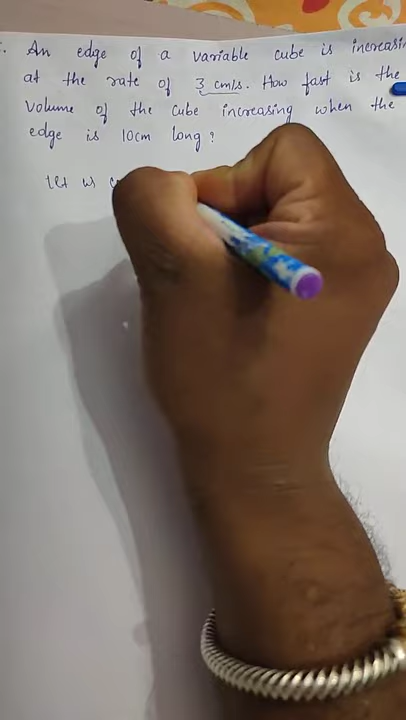 An edge of a variable cube is increasin
at the rate of 3 cm/s. How fast is the
volume of the cube increasing when the
edge is 10cm long?
let us